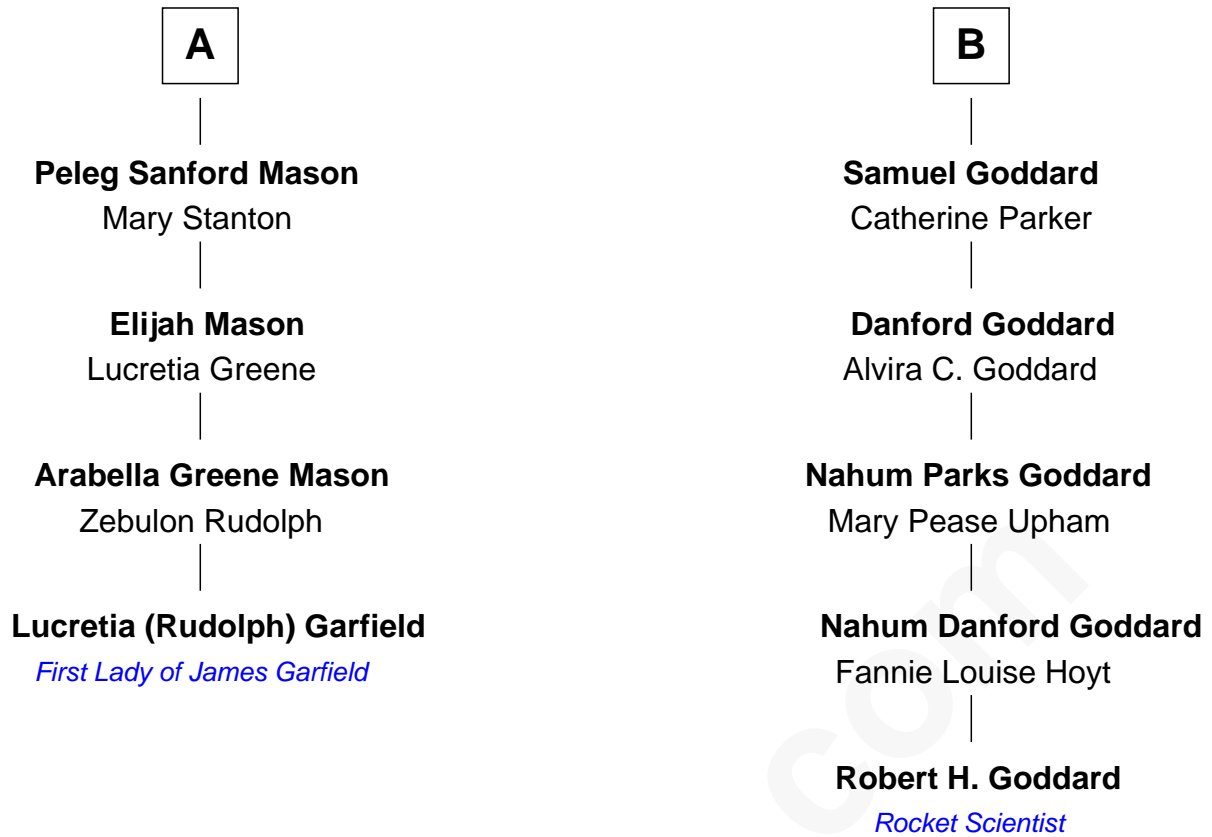 A
Peleg Sanford Mason
Mary Stanton
Elijah Mason
Lucretia Greene
Arabella Greene Mason
Zebulon Rudolph
Lucretia (Rudolph) Garfield
First Lady of James Garfield
B
Samuel Goddard
Catherine Parker
Danford Goddard
Alvira C. Goddard
Nahum Parks Goddard
Mary Pease Upham
Nahum Danford Goddard
Fannie Louise Hoyt
Robert H. Goddard
Rocket Scientist
com